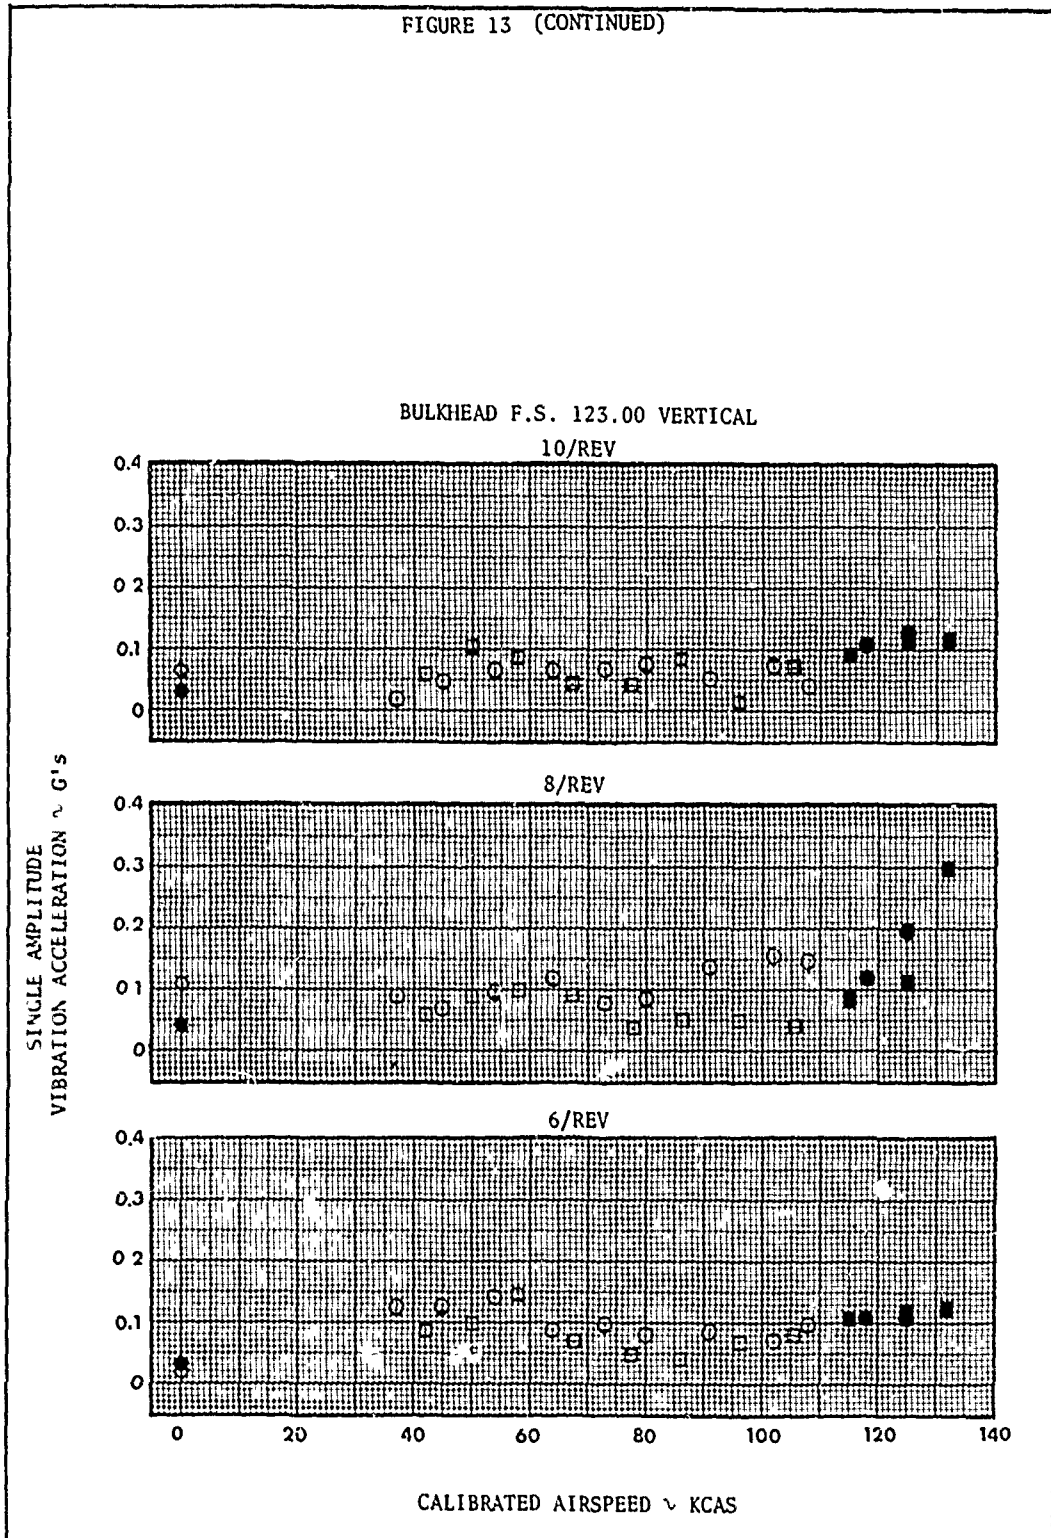 FIGURE 13 (CONTINUED)
BULKHEAD F.S. 123.00 VERTICAL
10/REV
0.4
0.3
0 2
0.1
0
8/REV
0.4
0.3
0.2
0 1
0
6/REV
0.4
0.3
0 2
0.1
0
0 20 40 60 80 100 120 140
SINGLE AMPLITUDE
VIBRATION ACCELERATION ~ G's
CALIBRATED AIRSPEED ~ KCAS